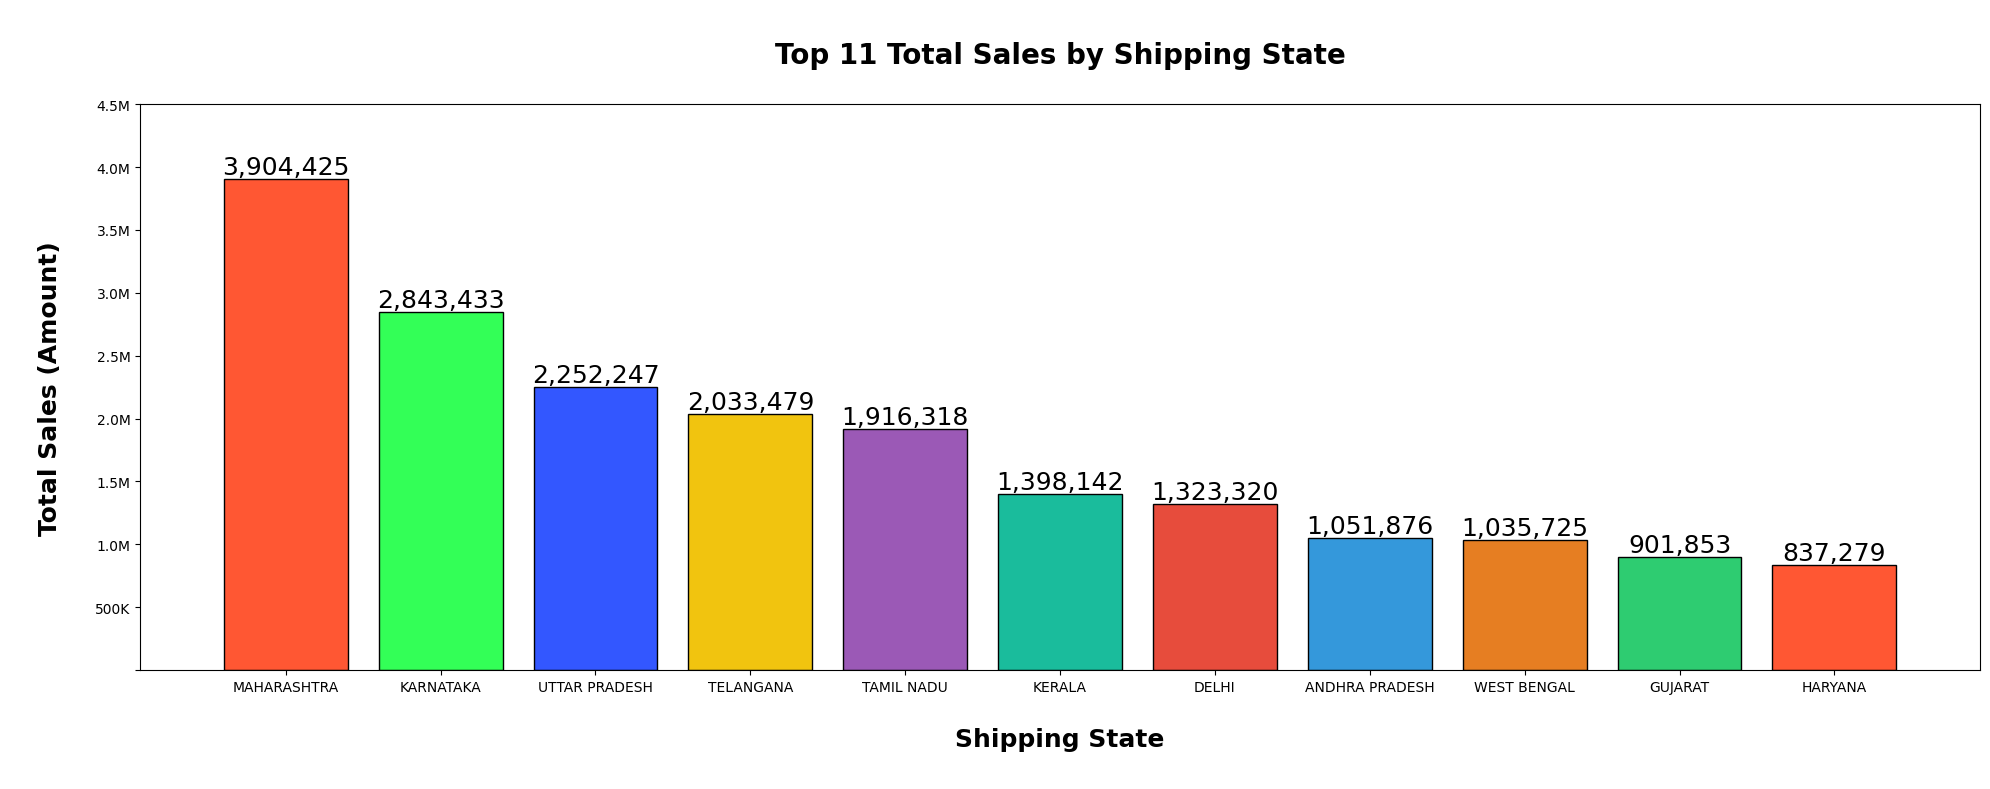 Top 11 Total Sales by Shipping State
Total Sales (Amount)
4.5M
4.0M
3.5M
3.0M
2.5M
2.0M
1.5M
1.0M
500K
3,904,425
2,843,433
2,252,247
2,033,479
1,916,318
1,398,142
1,323,320
1,051,876
1,035,725
901,853
837,279
MAHARASHTRA
KARNATAKA
UTTAR PRADESH
TELANGANA
TAMIL NADU
KERALA
DELHI
ANDHRA PRADESH
WEST BENGAL
GUJARAT
HARYANA
Shipping State